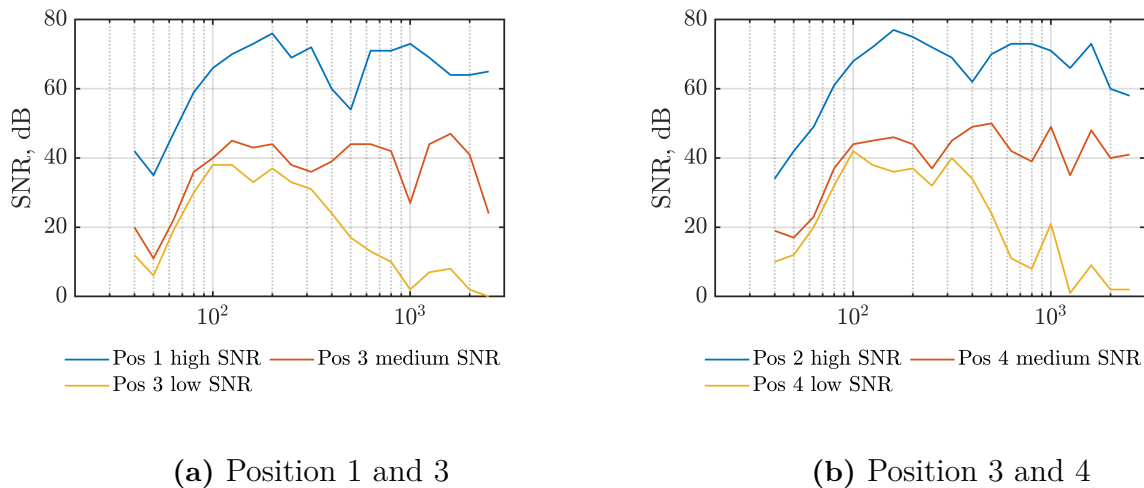 80
60
40
20
0
SNR, dB
10^2
10^3
Pos 1 high SNR
Pos 3 medium SNR
Pos 3 low SNR
(a) Position 1 and 3
80
60
40
20
0
SNR, dB
10^2
10^3
Pos 2 high SNR
Pos 4 medium SNR
Pos 4 low SNR
(b) Position 3 and 4